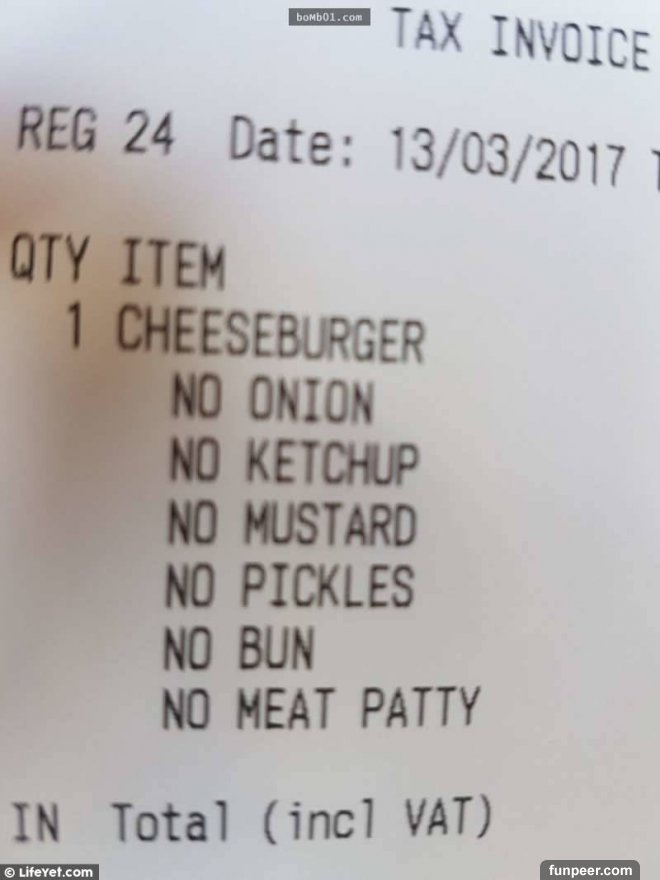 boMb01.com
TAX INVOICE
REG 24 Date: 13/03/2017
QTY ITEM
1 CHEESEBURGER
NO ONION
NO KETCHUP
NO MUSTARD
NO PICKLES
NO BUN
NO MEAT PATTY
IN Total (incl VAT)
© LifeYet.com
funpeer.com